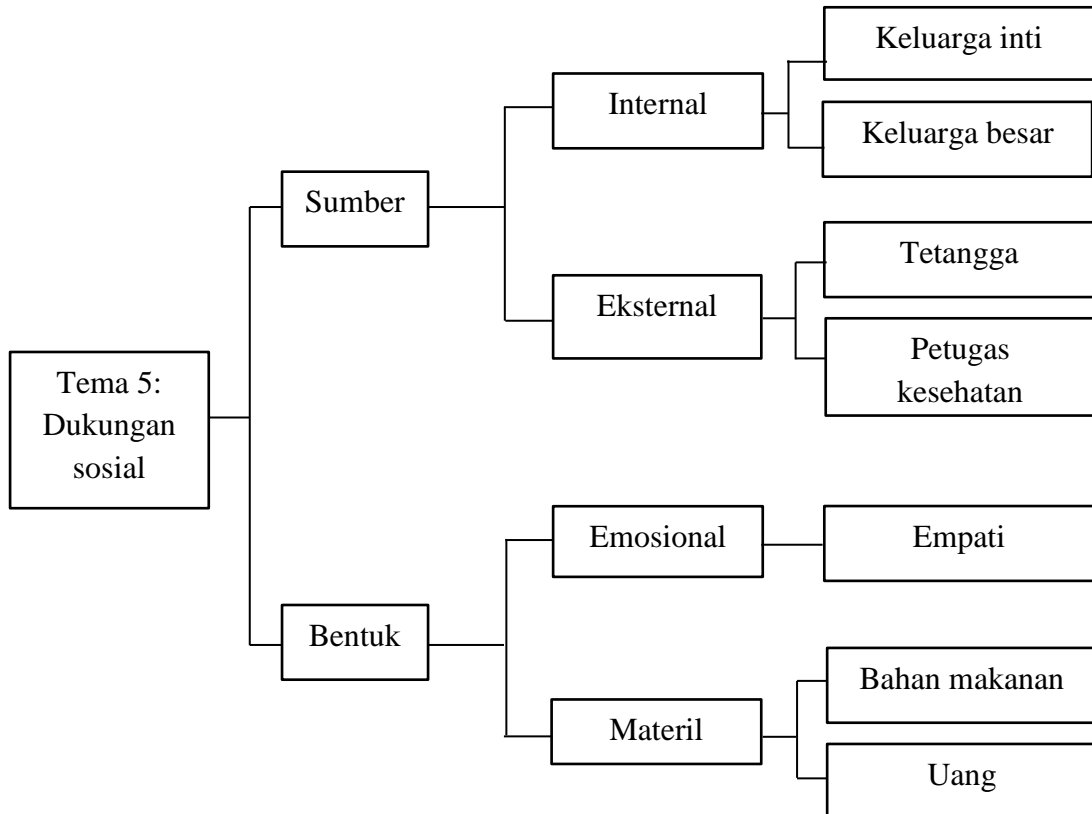 Tema 5:
Dukungan
sosial
Sumber
Internal
Keluarga inti
Keluarga besar
Eksternal
Tetangga
Petugas
kesehatan
Bentuk
Emosional
Empati
Materil
Bahan makanan
Uang